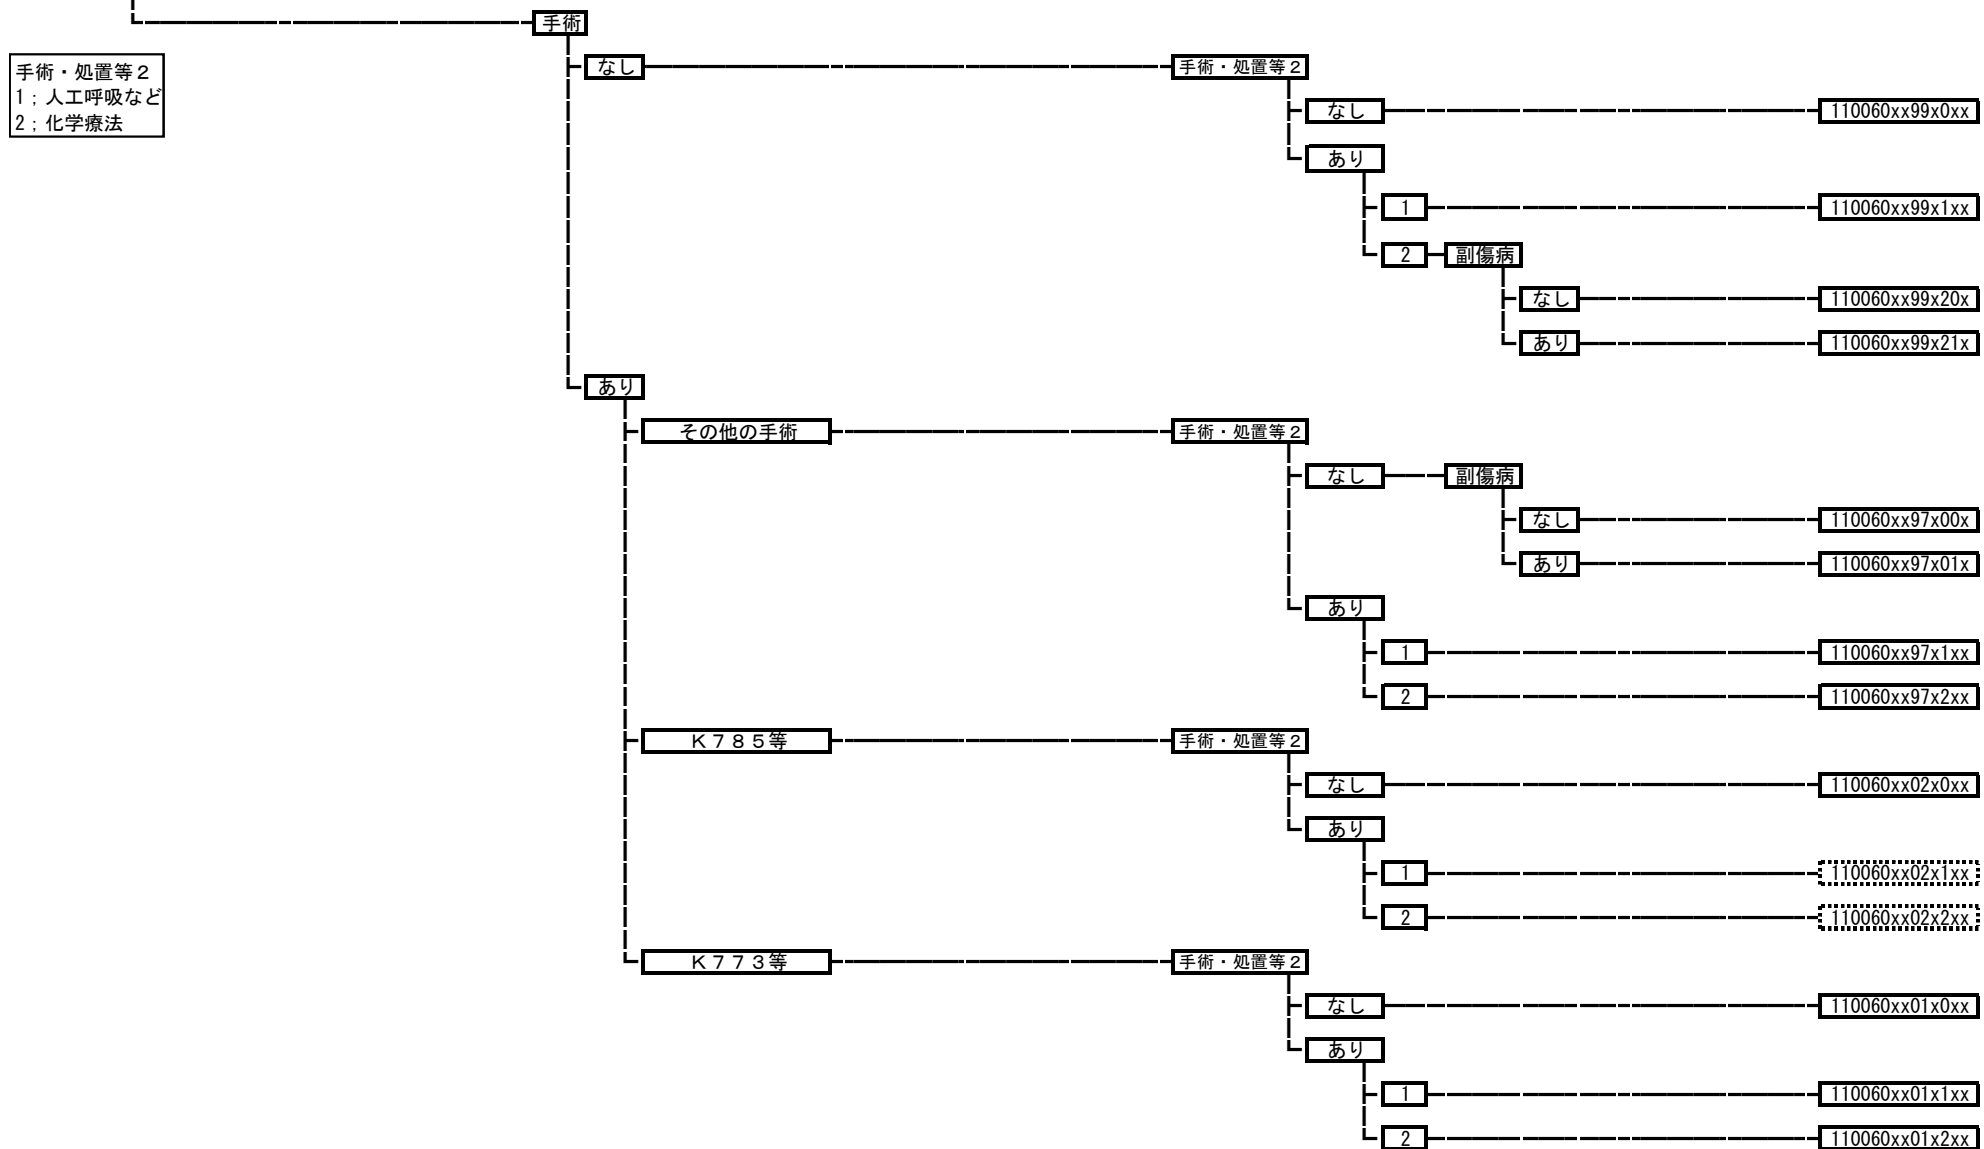 手術
手術・処置等２
1；人工呼吸など
2；化学療法
なし 手術・処置等２
なし 110060xx99x0xx
あり
1 110060xx99x1xx
2 副傷病
なし 110060xx99x20x
あり 110060xx99x21x
あり
その他の手術 手術・処置等２
なし 副傷病
なし 110060xx97x00x
あり 110060xx97x01x
あり
1 110060xx97x1xx
2 110060xx97x2xx
Ｋ７８５等 手術・処置等２
なし 110060xx02x0xx
あり
1 110060xx02x1xx
2 110060xx02x2xx
Ｋ７７３等 手術・処置等２
なし 110060xx01x0xx
あり
1 110060xx01x1xx
2 110060xx01x2xx